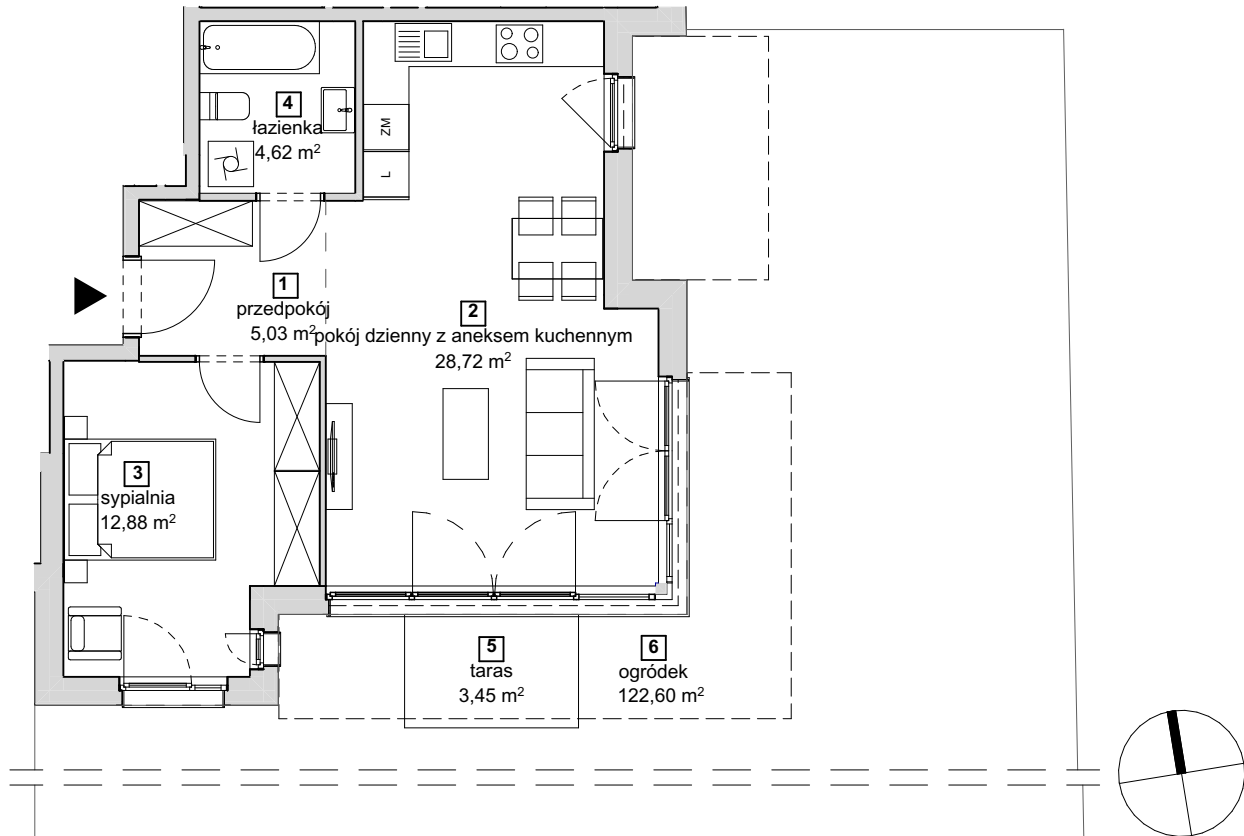 4
łazienka
4,62 m²
ZM
L
1
przedpokój
5,03 m²
2
pokój dzienny z aneksem kuchennym
28,72 m²
3
sypialnia
12,88 m²
5
taras
3,45 m²
6
ogródek
122,60 m²